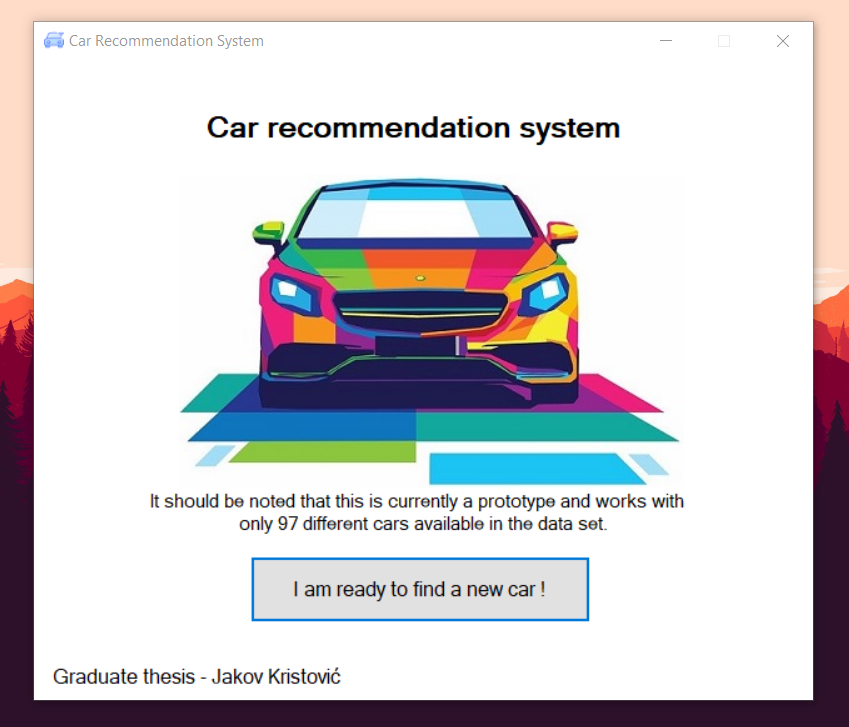 Car Recommendation System
Car recommendation system
It should be noted that this is currently a prototype and works with
only 97 different cars available in the data set.
I am ready to find a new car !
Graduate thesis - Jakov Kristović